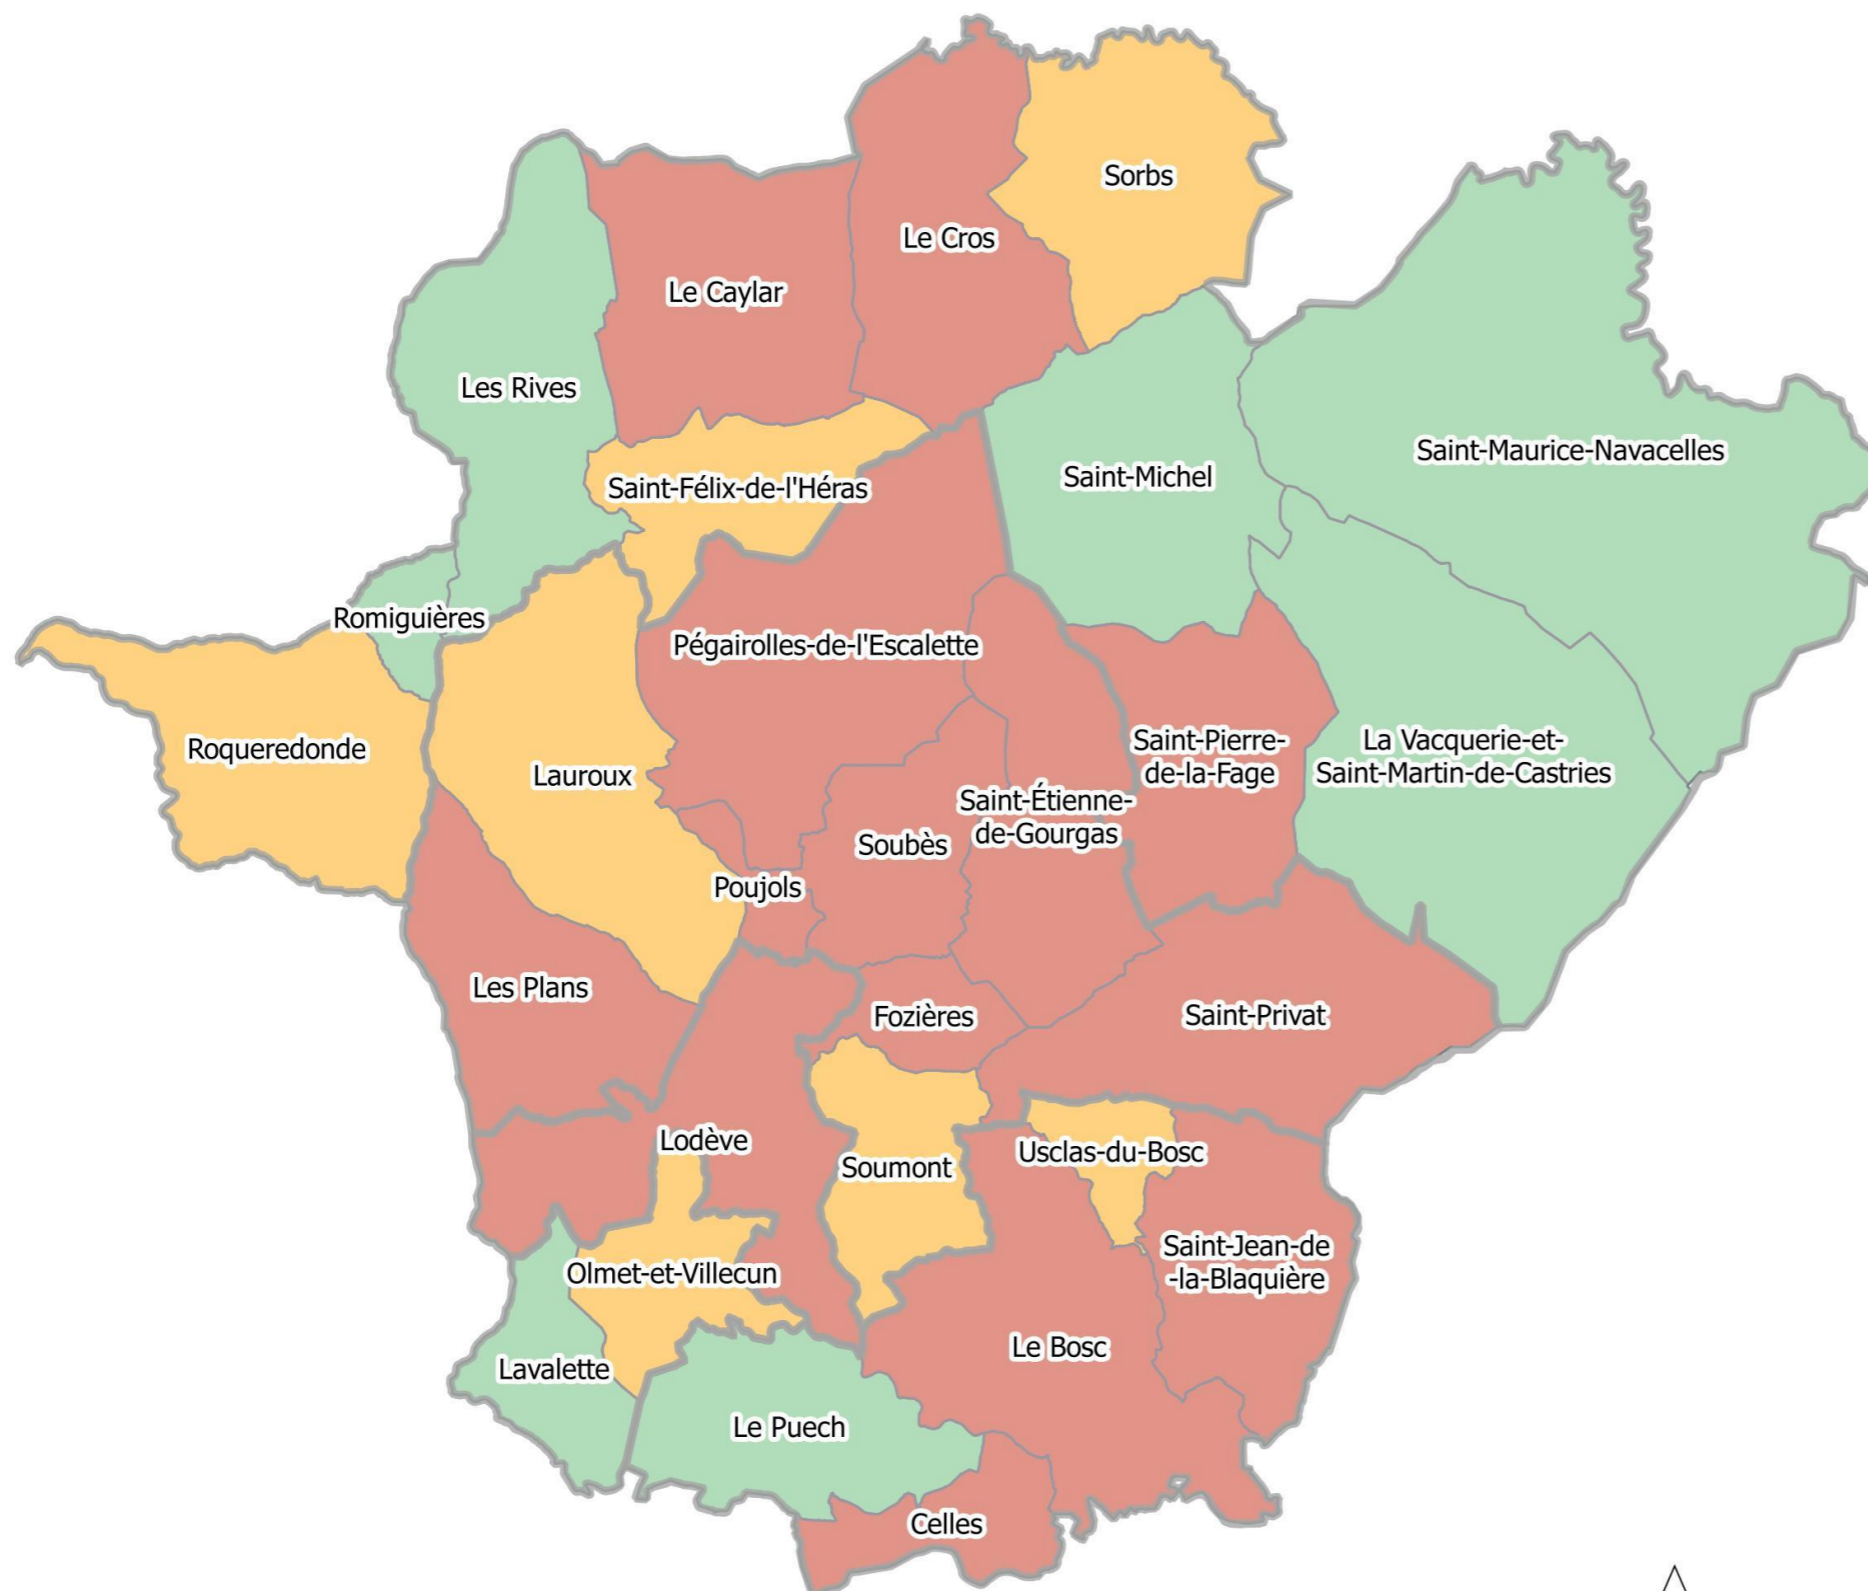 Sorbs
Le Cros
Le Caylar
Les Rives
Saint-Maurice-Navacelles
Saint-Michel
Saint-Félix-de-l'Héras
Romiguières
Pégairolles-de-l'Escalette
Roqueredonde
Lauroux
Saint-Pierre-
de-la-Fage
La Vacquerie-et-
Saint-Martin-de-Castries
Saint-Étienne-
de-Gourgas
Soubès
Poujols
Les Plans
Fozières
Saint-Privat
Lodève
Soumont
Usclas-du-Bosc
Saint-Jean-de
-la-Blaquière
Olmet-et-Villecun
Le Bosc
Lavalette
Le Puech
Celles